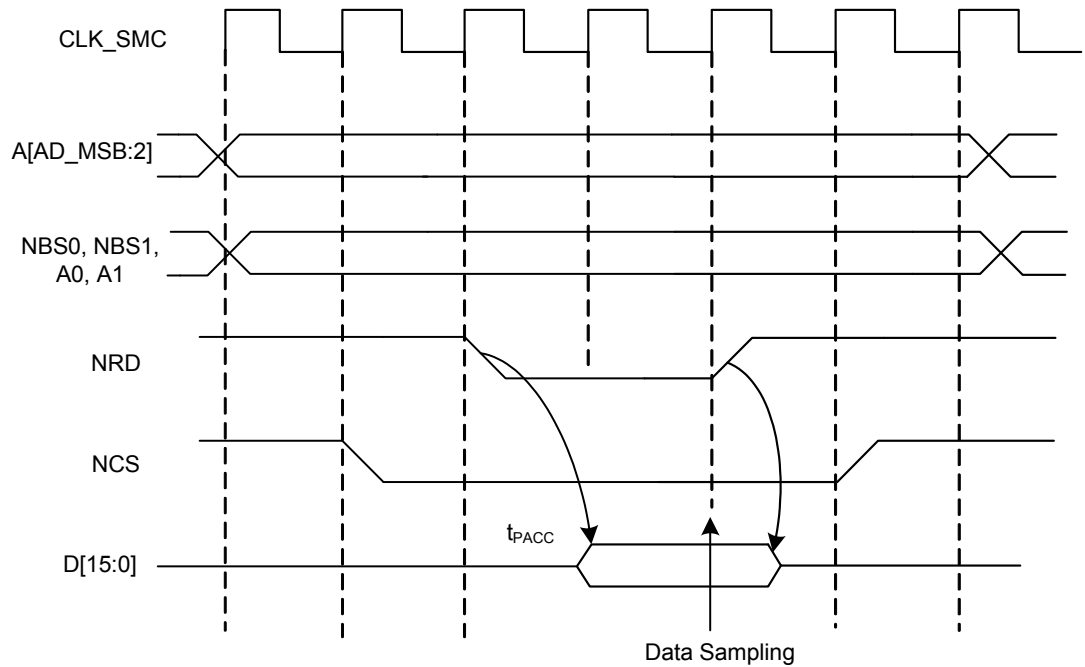 CLK_SMC
A[AD_MSB:2]
NBS0, NBS1,
A0, A1
NRD
NCS
tPACC
D[15:0]
Data Sampling